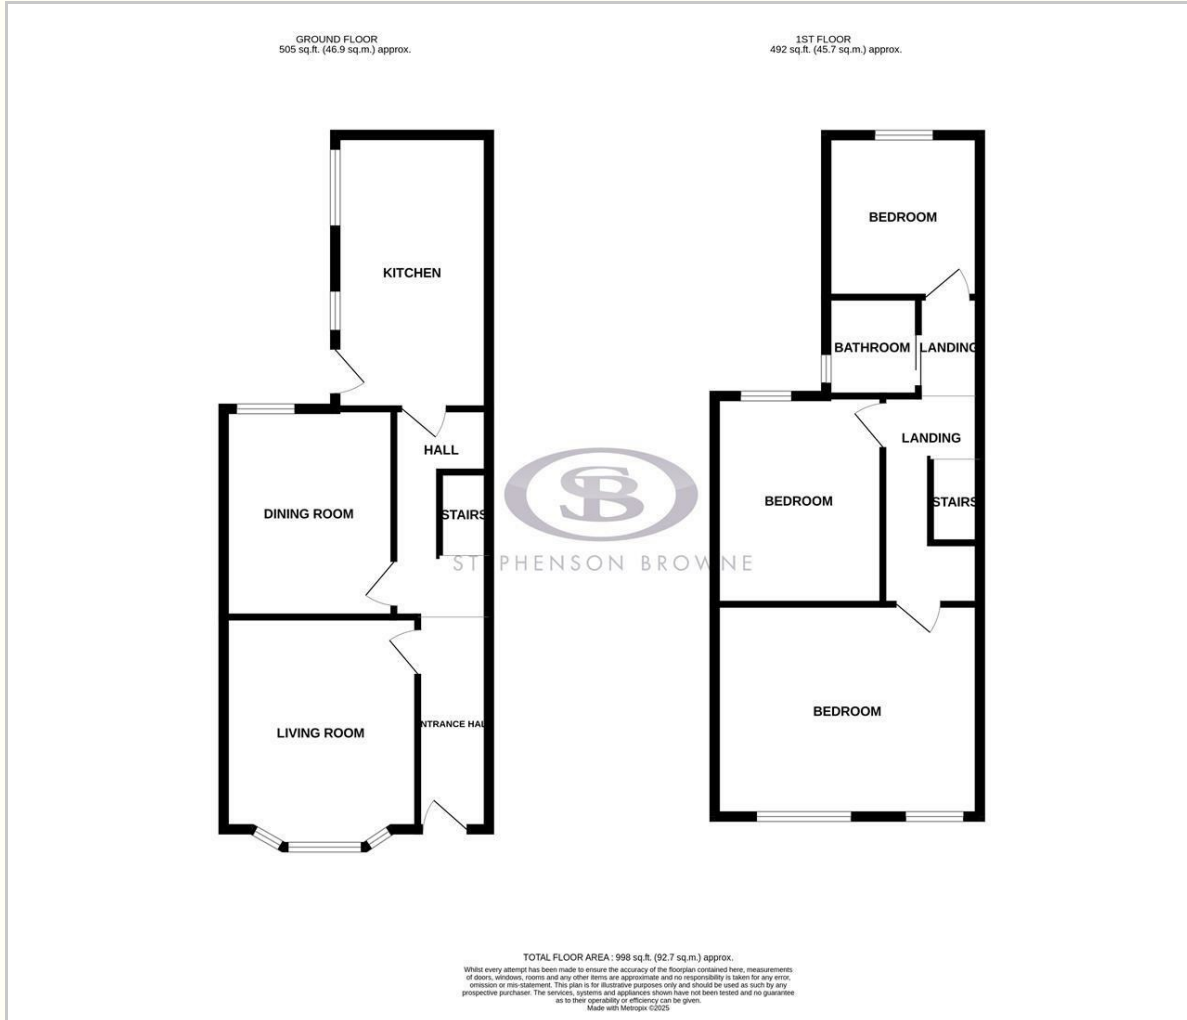 GROUND FLOOR
505 sq.ft. (46.9 sq.m.) approx.
1ST FLOOR
492 sq.ft. (45.7 sq.m.) approx.
KITCHEN
HALL
STAIRS
DINING ROOM
LIVING ROOM
NTRANCE HAL
BEDROOM
BATHROOM
LANDING
LANDING
BEDROOM
STAIRS
BEDROOM
SB
STEPHENSON BROWNE
TOTAL FLOOR AREA : 998 sq.ft. (92.7 sq.m.) approx.
Whilst every attempt has been made to ensure the accuracy of the floorplan contained here, measurements
of doors, windows, rooms and any other items are approximate and no responsibility is taken for any error,
omission or mis-statement. This plan is for illustrative purposes only and should be used as such by any
prospective purchaser. The services, systems and appliances shown have not been tested and no guarantee
as to their operability or efficiency can be given.
Made with Metropix ©2025